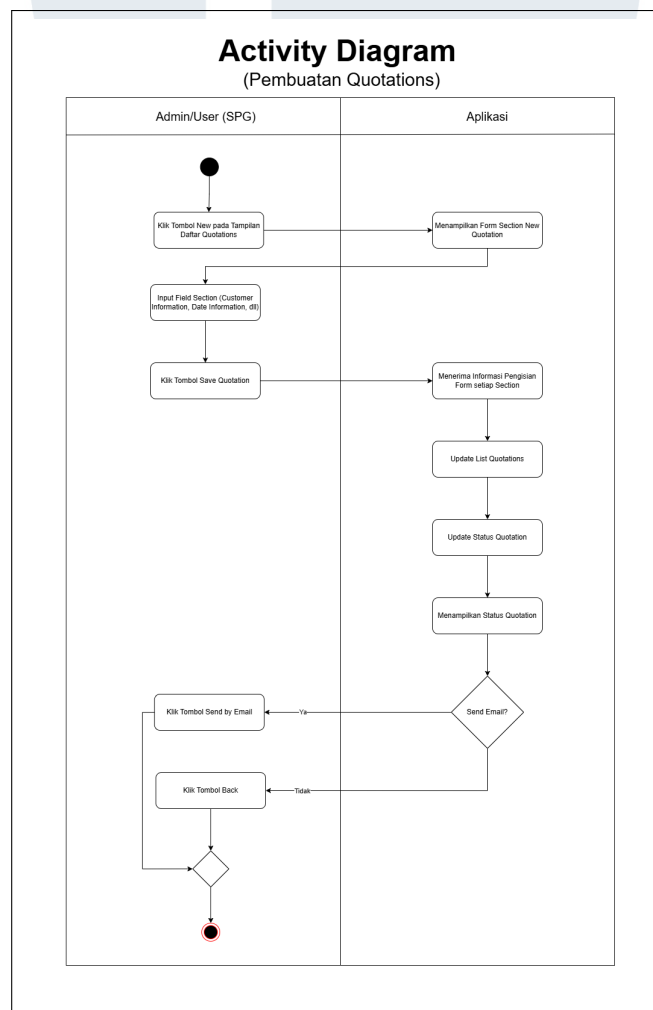 Activity Diagram
(Pembuatan Quotations)
Admin/User (SPG)
Aplikasi
Klik Tombol New pada Tampilan
Daftar Quotations
Menampilkan Form Section New
Quotation
Input Field Section (Customer
Information, Date Information, dll)
Klik Tombol Save Quotation
Menerima Informasi Pengisian
Form setiap Section
Update List Quotations
Update Status Quotation
Menampilkan Status Quotation
Klik Tombol Send by Email
Ya
Send Email?
Klik Tombol Back
Tidak